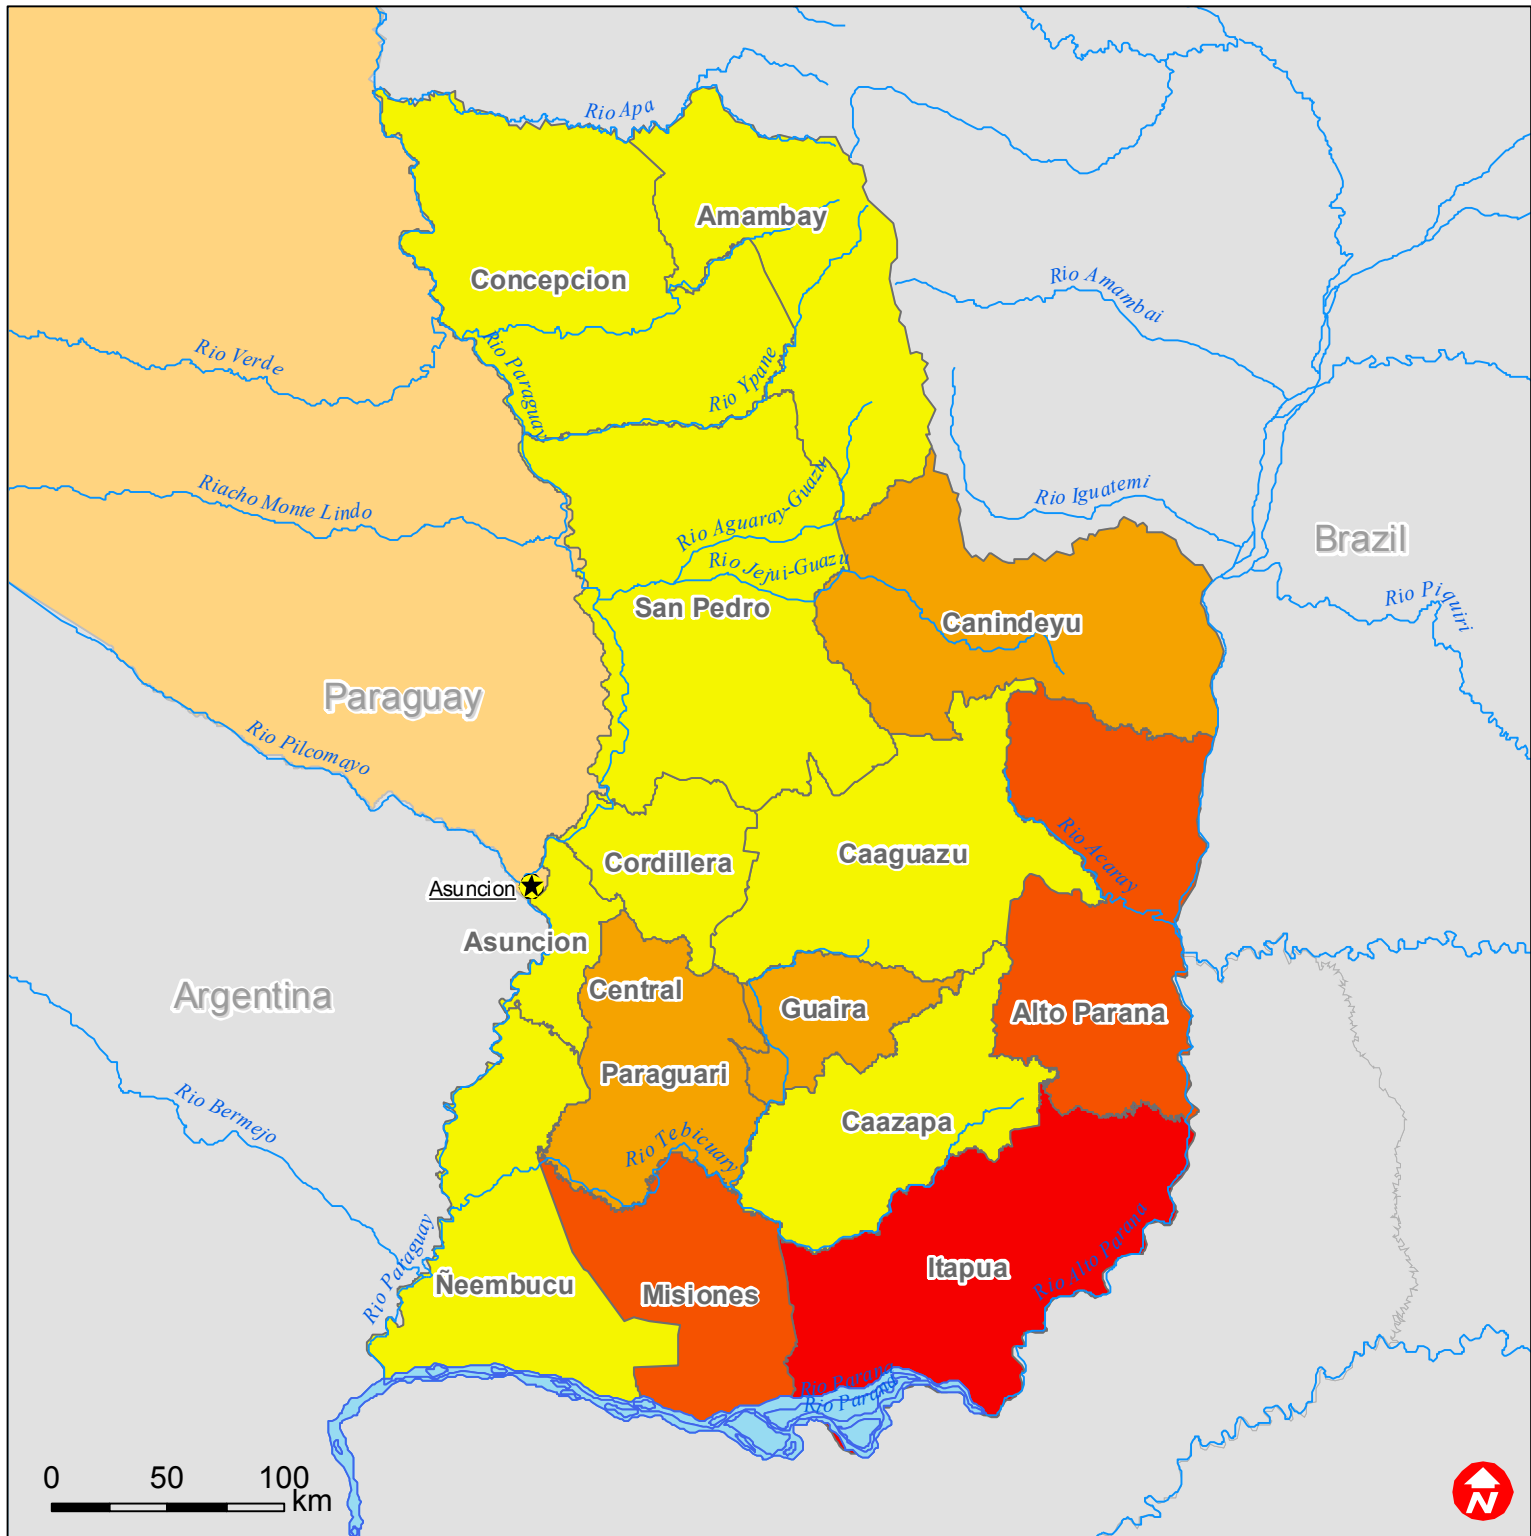 Rio Apa
Amambay
Concepcion
Rio Amambai
Rio Verde
Rio Paraguay
Rio Ypane
Riacho Monte Lindo
Rio Aguaray-Guazu
Rio Iguatemi
Brazil
Rio Jejui-Guazu
San Pedro
Canindeyu
Rio Piquiri
Paraguay
Rio Pilcomayo
Rio Acaray
Cordillera
Caaguazu
Asuncion
Asuncion
Central
Guaira
Alto Parana
Argentina
Paraguari
Rio Bermejo
Caazapa
Rio Tebicuary
Rio Paraguay
Itapua
Rio Alto Parana
Ñeembucu
Misiones
Rio Parana
Rio Parana
0 50 100
km
N